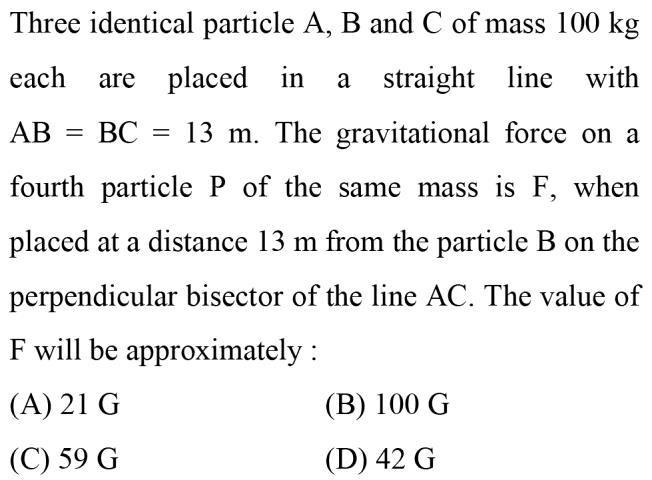 Three identical particle A, B and C of mass 100 kg
each are placed in a straight line with
AB = BC = 13 m. The gravitational force on a
fourth particle P of the same mass is F, when
placed at a distance 13 m from the particle B on the
perpendicular bisector of the line AC. The value of
F will be approximately :
(A) 21 G (B) 100 G
(C) 59 G (D) 42 G